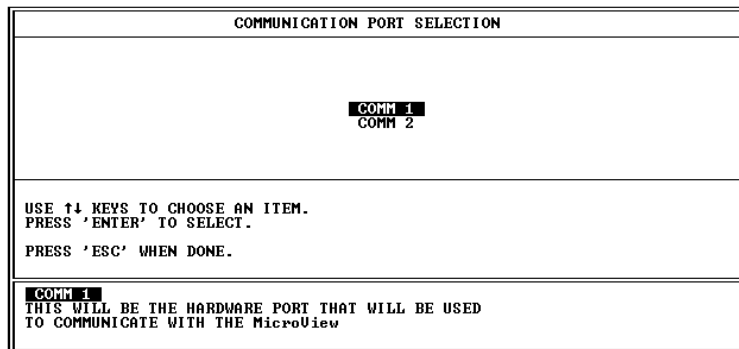 COMMUNICATION PORT SELECTION
COMM 1
COMM 2
USE ↑↓ KEYS TO CHOOSE AN ITEM.
PRESS 'ENTER' TO SELECT.
PRESS 'ESC' WHEN DONE.
COMM 1
THIS WILL BE THE HARDWARE PORT THAT WILL BE USED
TO COMMUNICATE WITH THE MicroView